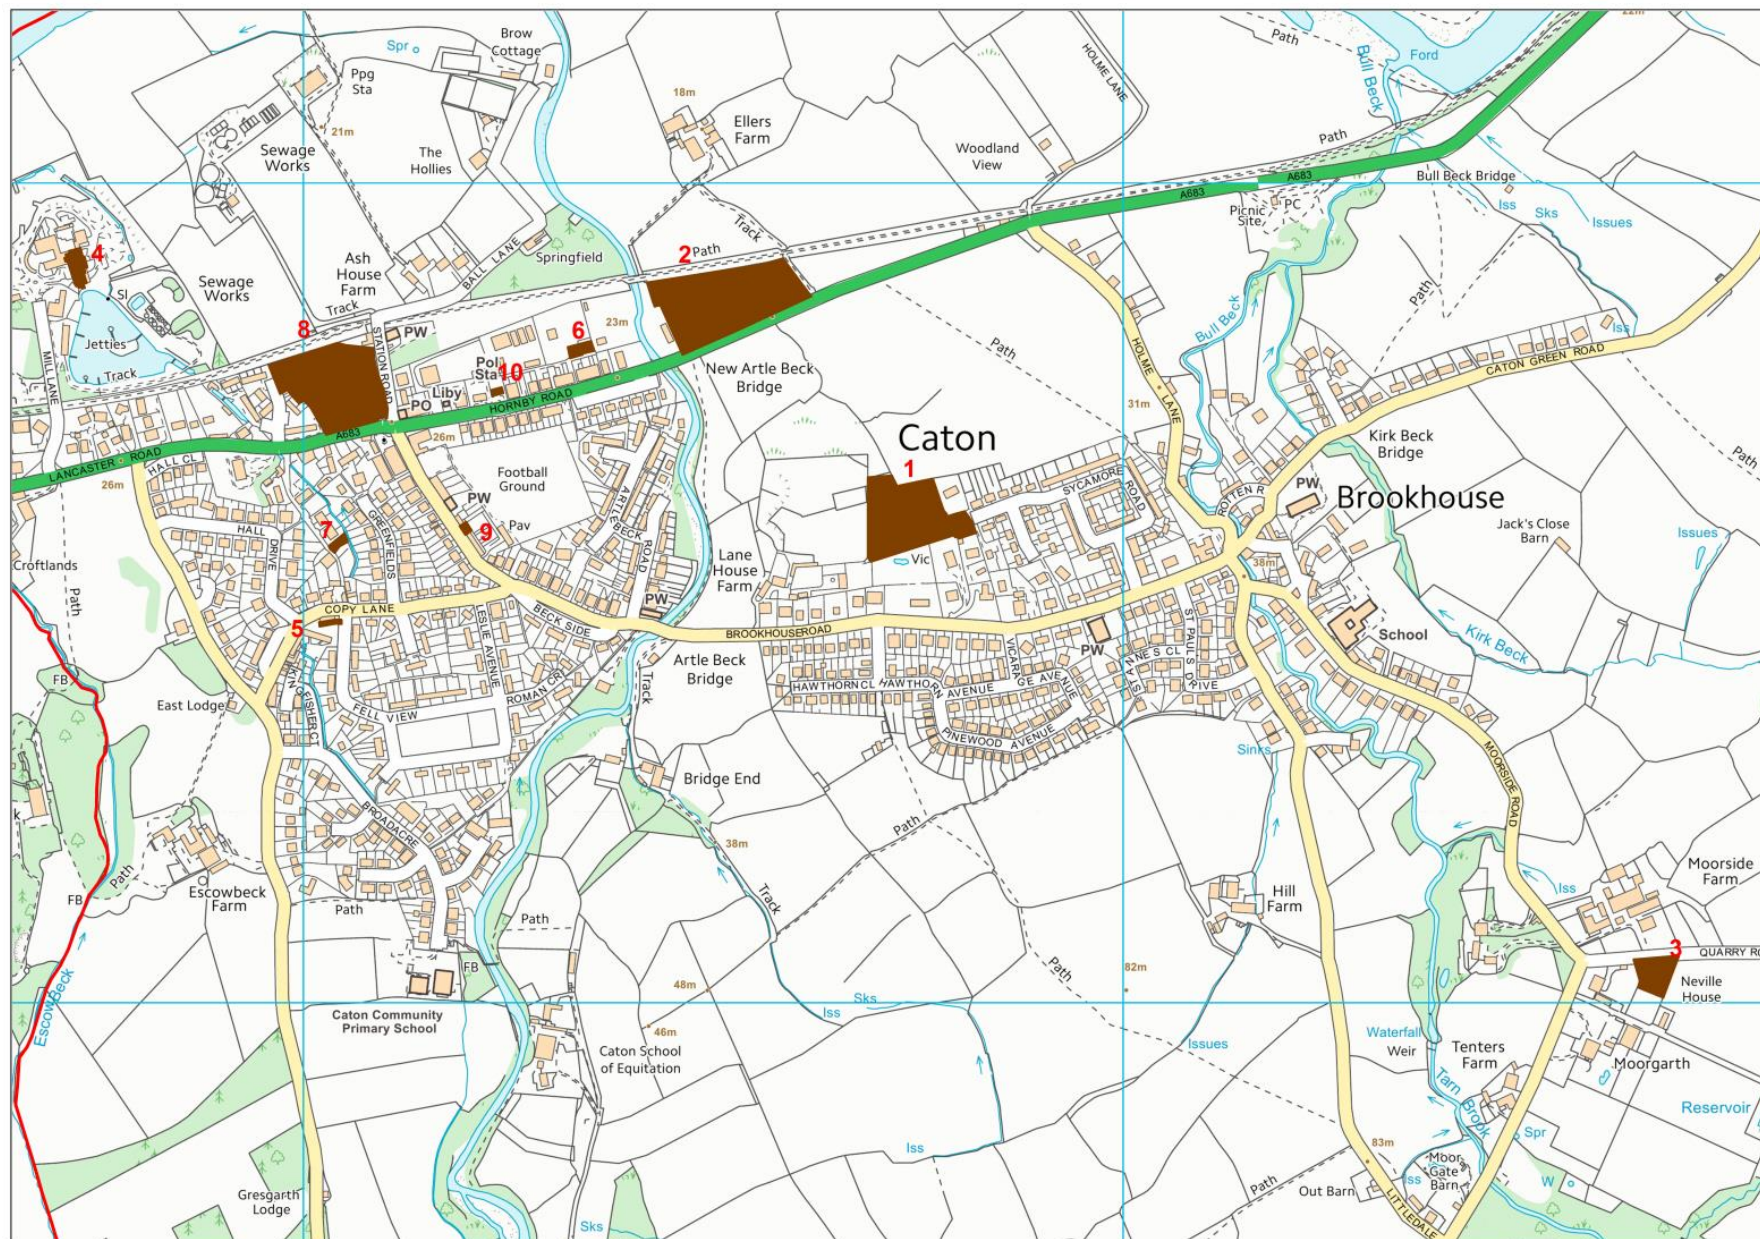 22m
Path
Ford
Bull Beck
HOLME LANE
Brow
Cottage
Spr
Ppg
Sta
18m
21m
Ellers
Farm
Sewage
Works
The
Hollies
Woodland
View
Path
A683
A683
Bull Beck Bridge
Iss
Sks
Issues
Picnic
Site
PC
4
2
Path
Track
Springfield
BALL LANE
Ash
House
Farm
Sewage
Works
SI
Track
Jetties
Track
MILL LANE
8
PW
STATION ROAD
23m
6
Pol
Sta
10
Liby
PO
HORNBY ROAD
New Artle Beck
Bridge
Path
Path
Bull Beck
Iss
CATON GREEN ROAD
HOLME
LANE
31m
A683
LANCASTER ROAD
26m
26m
HALL CL
Football
Ground
Caton
1
Kirk Beck
Bridge
Path
PW
ROTTEN R
Brookhouse
SYCAMORE
ROAD
PW
9
Pav
ARTLEBECK ROAD
7
GREENFIELDS
HALL
DRIVE
Jack's Close
Barn
Issues
Croftlands
Path
Lane
House
Farm
Vic
38m
COPY LANE
5
PW
BECK SIDE
LESLIE AVENUE
BROOKHOUSE ROAD
ST PAUL'S DRIVE
School
Kirk Beck
Artle Beck
Bridge
PW
VICARAGE AVENUE
ST ANNES CL
HAWTHORN CL
HAWTHORN AVENUE
FB
East Lodge
KINGFISHER CT
FELL VIEW
ROMAN CR
Track
PINEWOOD AVENUE
Sinks
MOORSIDE ROAD
Bridge End
BROADACRE
38m
Path
Track
Moorside
Farm
Iss
Path
Escowbeck
Farm
FB
Path
Path
Hill
Farm
3
QUARRY RO
Neville
House
FB
Path
82m
48m
Escow Beck
Caton Community
Primary School
Sks
Iss
46m
Caton School
of Equitation
Issues
Waterfall
Weir
Tenters
Farm
Moorgarth
Tarn Brook
Reservoir
Spr
Iss
83m
Moor
Gate
Barn
Iss
W
Path
Out Barn
Gresgarth
Lodge
Sks
LITTLEDALE